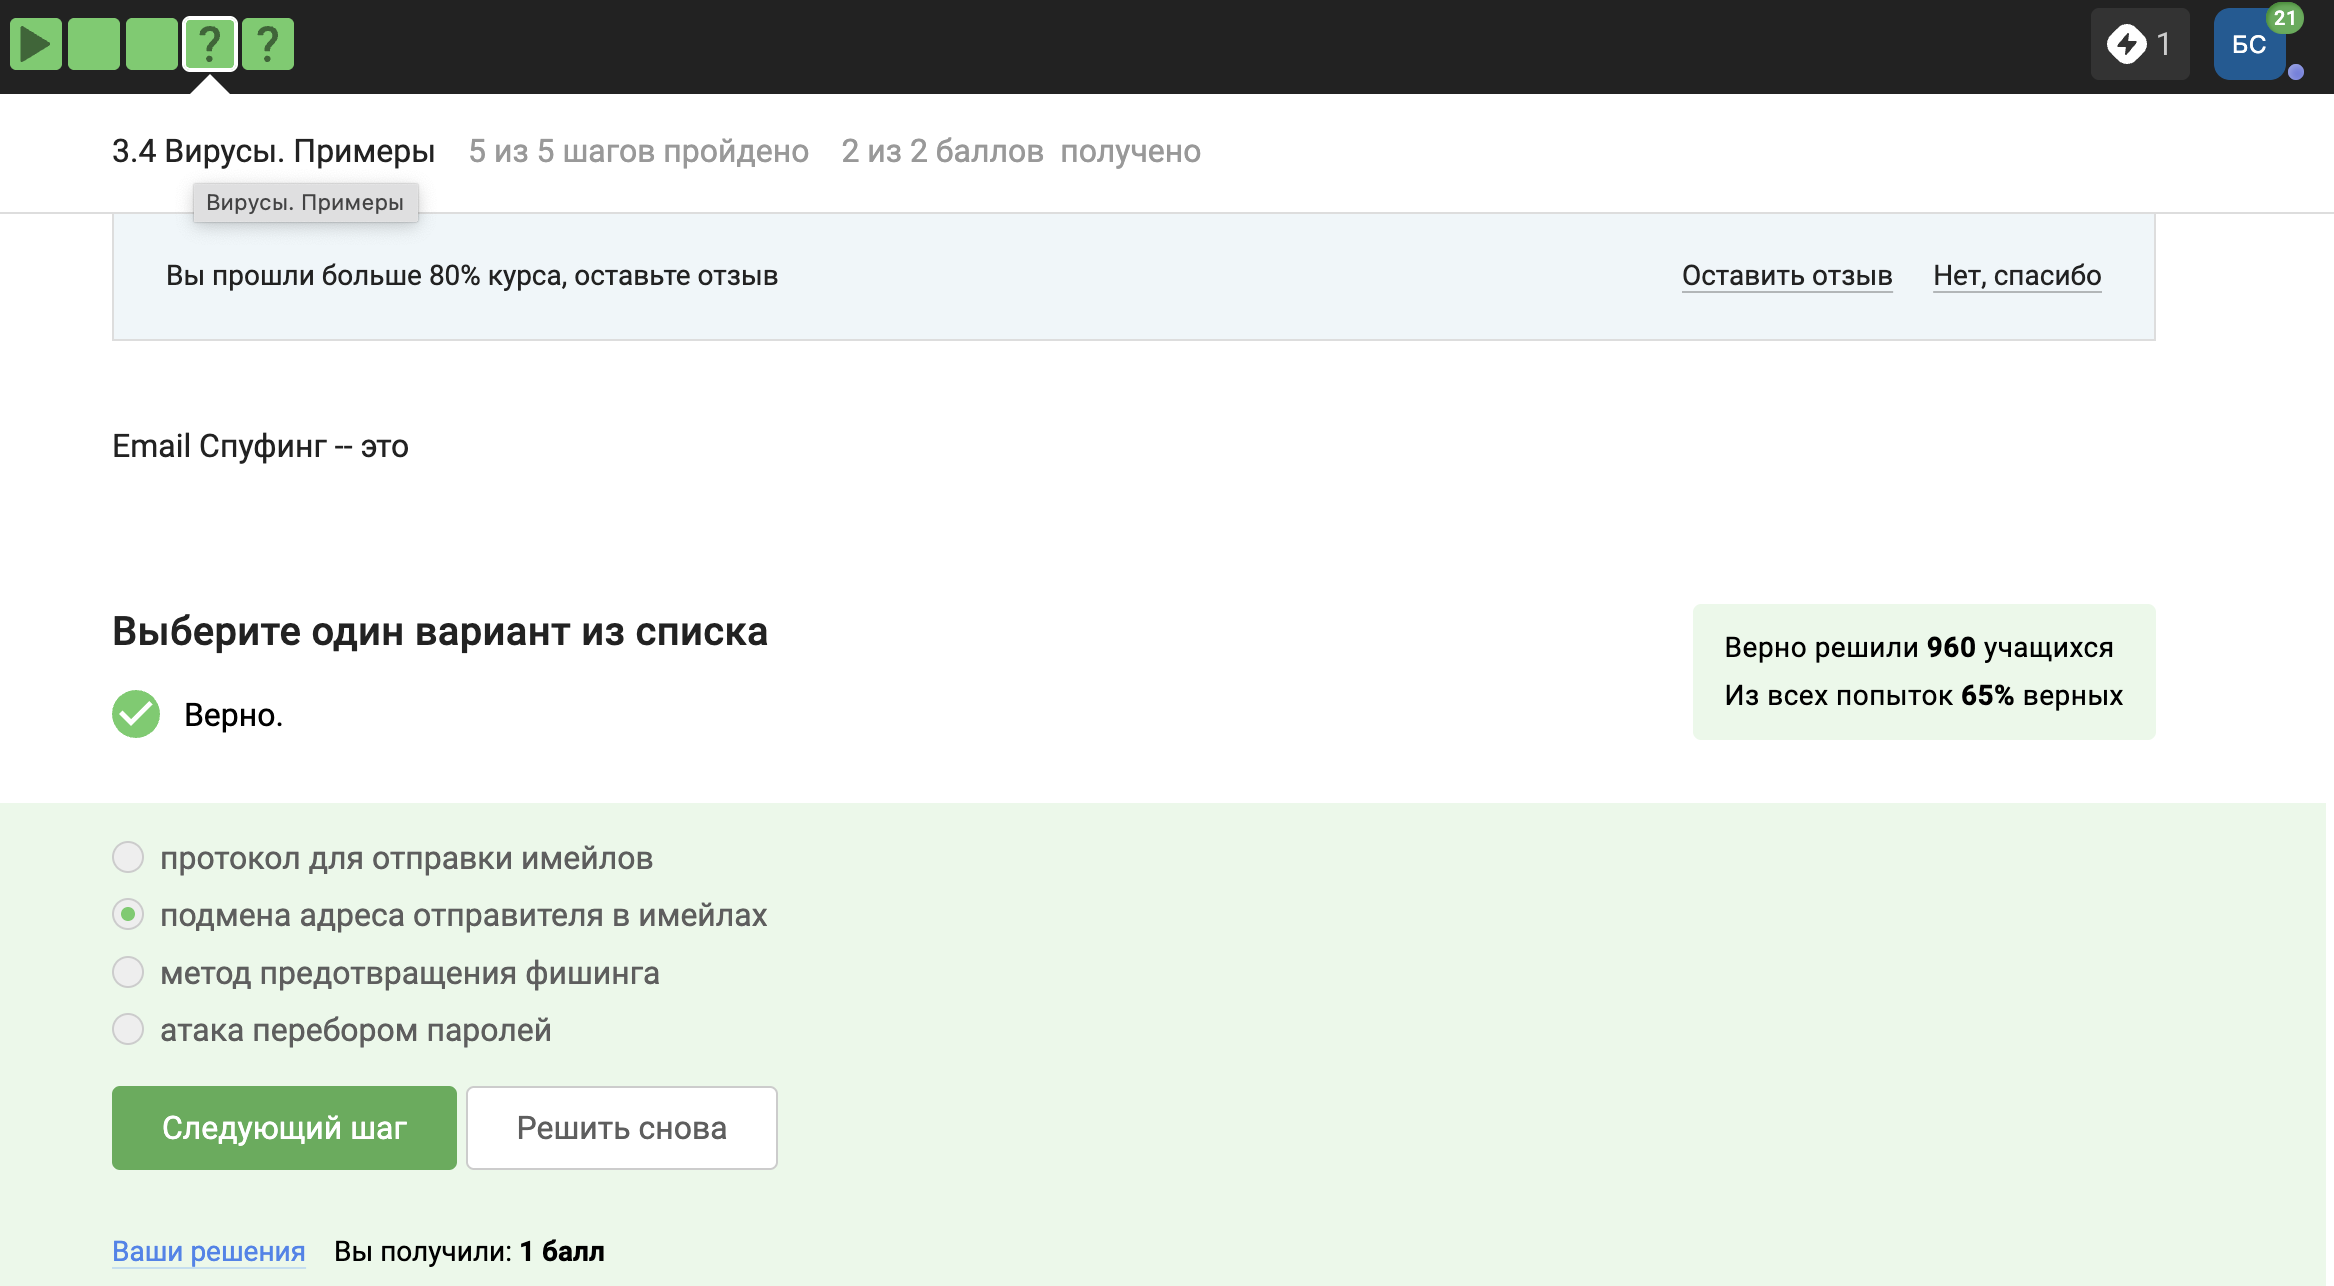 ? ?
1
БС
21
3.4 Вирусы. Примеры 5 из 5 шагов пройдено 2 из 2 баллов получено
Вирусы. Примеры
Вы прошли больше 80% курса, оставьте отзыв Оставить отзыв Нет, спасибо
Email Спуфинг -- это
Выберите один вариант из списка
Верно.
Верно решили 960 учащихся
Из всех попыток 65% верных
протокол для отправки имейлов
подмена адреса отправителя в имейлах
метод предотвращения фишинга
атака перебором паролей
Следующий шаг Решить снова
Ваши решения Вы получили: 1 балл